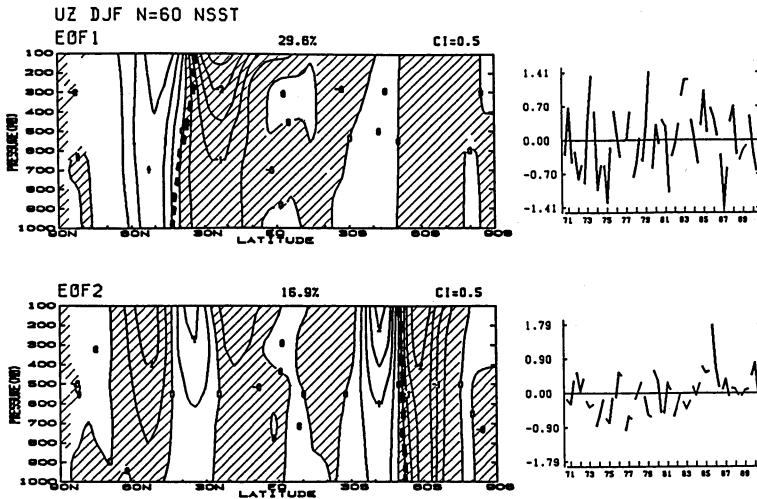 UZ DJF N=60 NSST
EOF1 29.6% CI=0.5
100
200
300
400
500
600
700
800
900
1000
PRESSURE(MB)
90N 60N 30N EQ 30S 60S 90S
LATITUDE
1.41
0.70
0.00
-0.70
-1.41
71 73 75 77 79 81 83 85 87 89
EOF2 16.9% CI=0.5
100
200
300
400
500
600
700
800
900
1000
PRESSURE(MB)
90N 60N 30N EQ 30S 60S 90S
LATITUDE
1.79
0.90
0.00
-0.90
-1.79
71 73 75 77 79 81 83 85 87 89